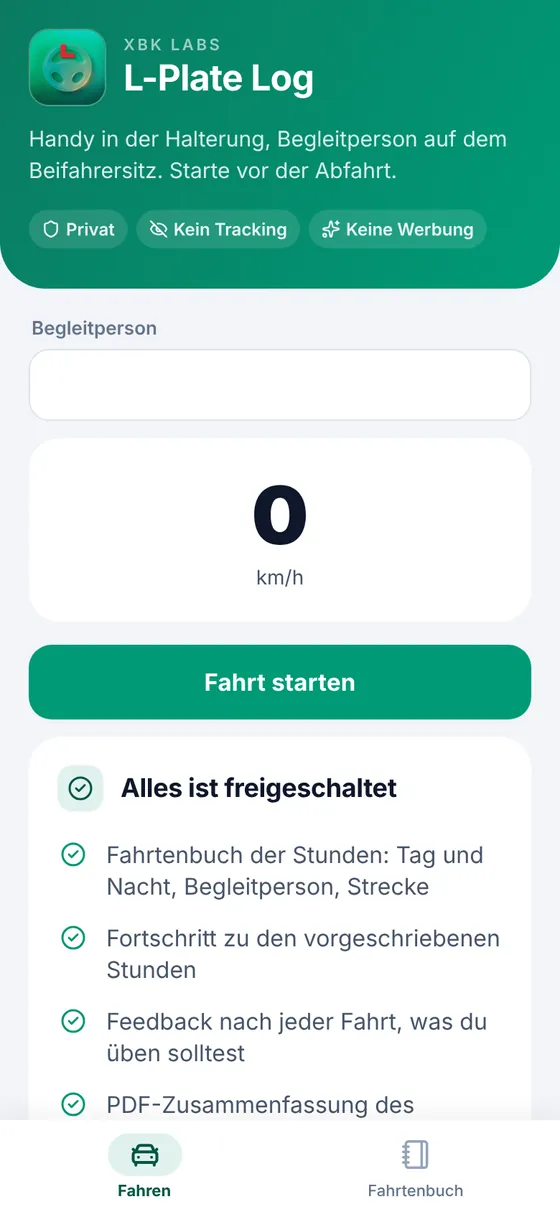 XBK LABS
L-Plate Log
Handy in der Halterung, Begleitperson auf dem
Beifahrersitz. Starte vor der Abfahrt.
Privat
Kein Tracking
Keine Werbung
Begleitperson
0
km/h
Fahrt starten
Alles ist freigeschaltet
Fahrtenbuch der Stunden: Tag und
Nacht, Begleitperson, Strecke
Fortschritt zu den vorgeschriebenen
Stunden
Feedback nach jeder Fahrt, was du
üben solltest
PDF-Zusammenfassung des
Fahren
Fahrtenbuch